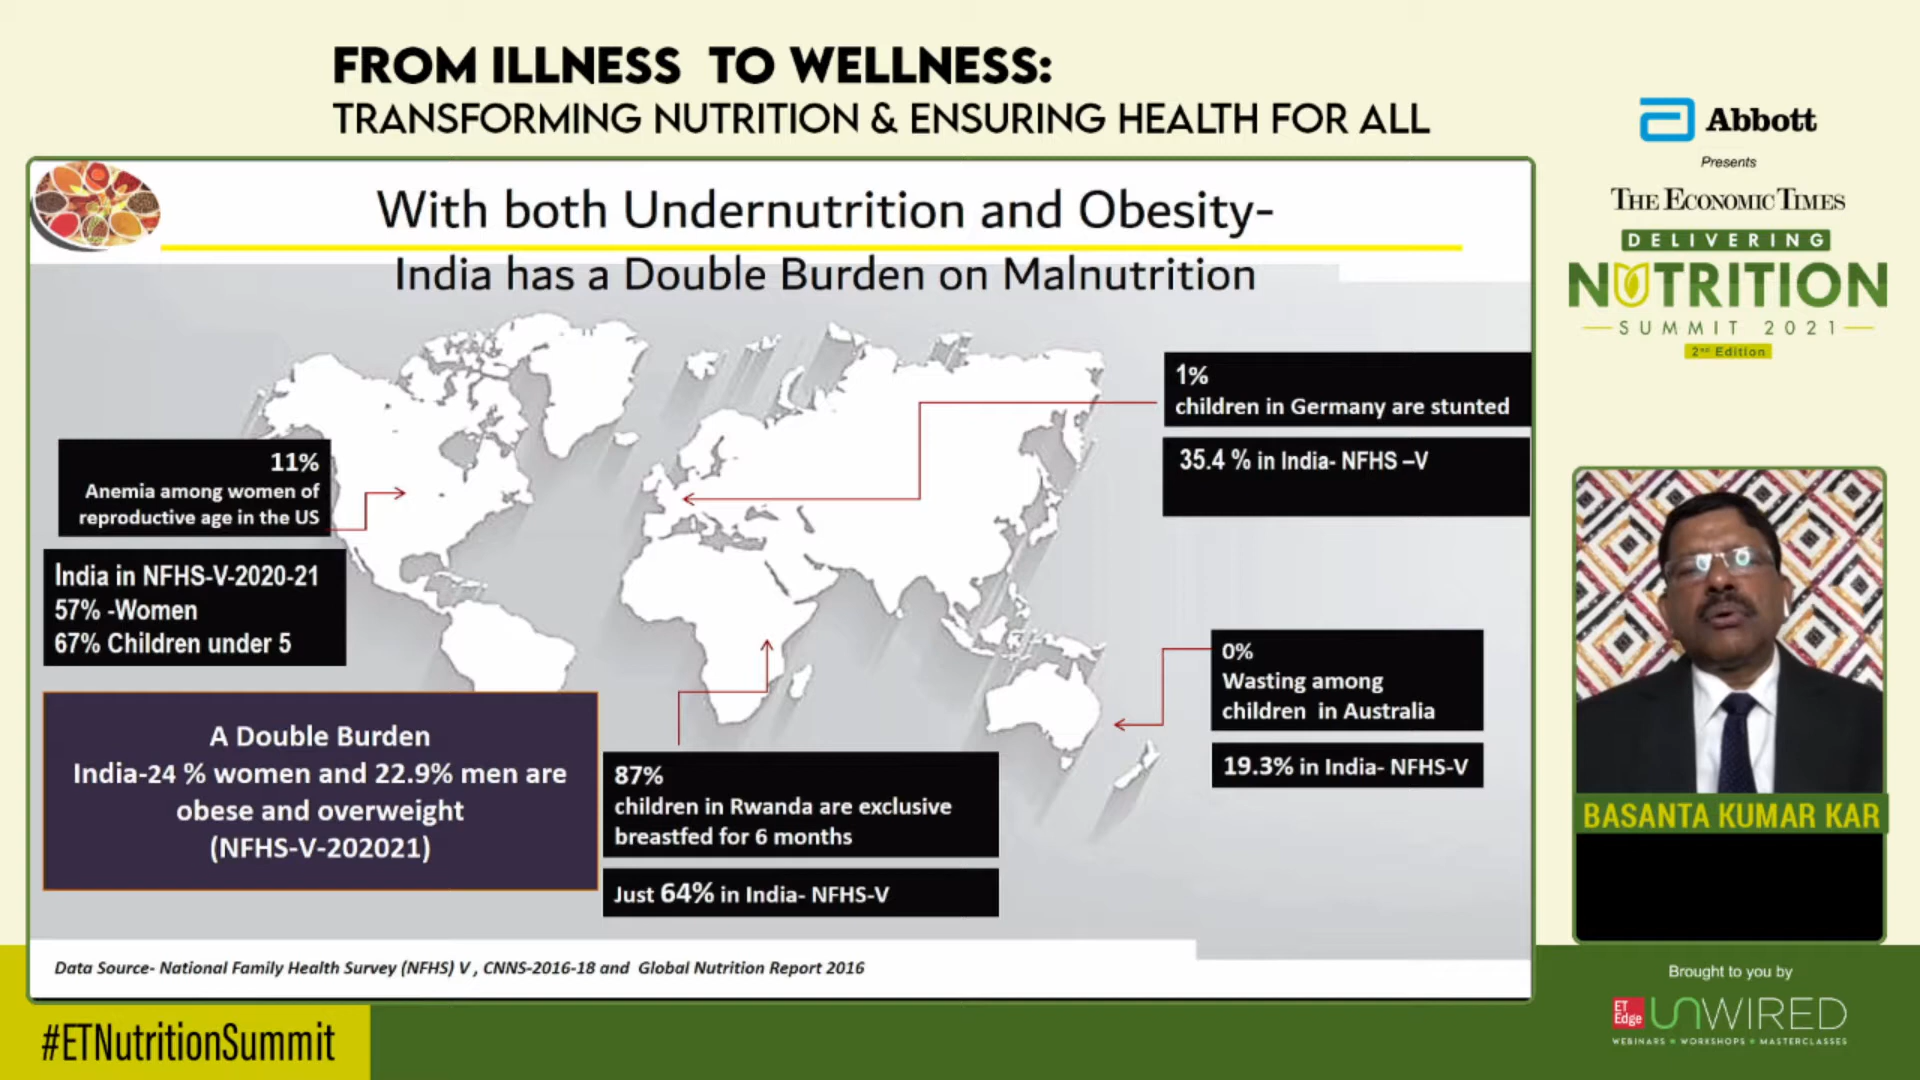 FROM ILLNESS TO WELLNESS:
TRANSFORMING NUTRITION & ENSURING HEALTH FOR ALL
Abbott
Presents
THE ECONOMIC TIMES
DELIVERING
NUTRITION
SUMMIT 2021
2nd Edition
With both Undernutrition and Obesity-
India has a Double Burden on Malnutrition
1%
children in Germany are stunted
35.4 % in India- NFHS –V
11%
Anemia among women of
reproductive age in the US
India in NFHS-V-2020-21
57% -Women
67% Children under 5
0%
Wasting among
children in Australia
19.3% in India- NFHS-V
A Double Burden
India-24 % women and 22.9% men are
obese and overweight
(NFHS-V-202021)
87%
children in Rwanda are exclusive
breastfed for 6 months
Just 64% in India- NFHS-V
Data Source- National Family Health Survey (NFHS) V , CNNS-2016-18 and Global Nutrition Report 2016
BASANTA KUMAR KAR
#ETNutritionSummit
Brought to you by
ET
Edge
UNWIRED
WEBINARS • WORKSHOPS • MASTERCLASSES